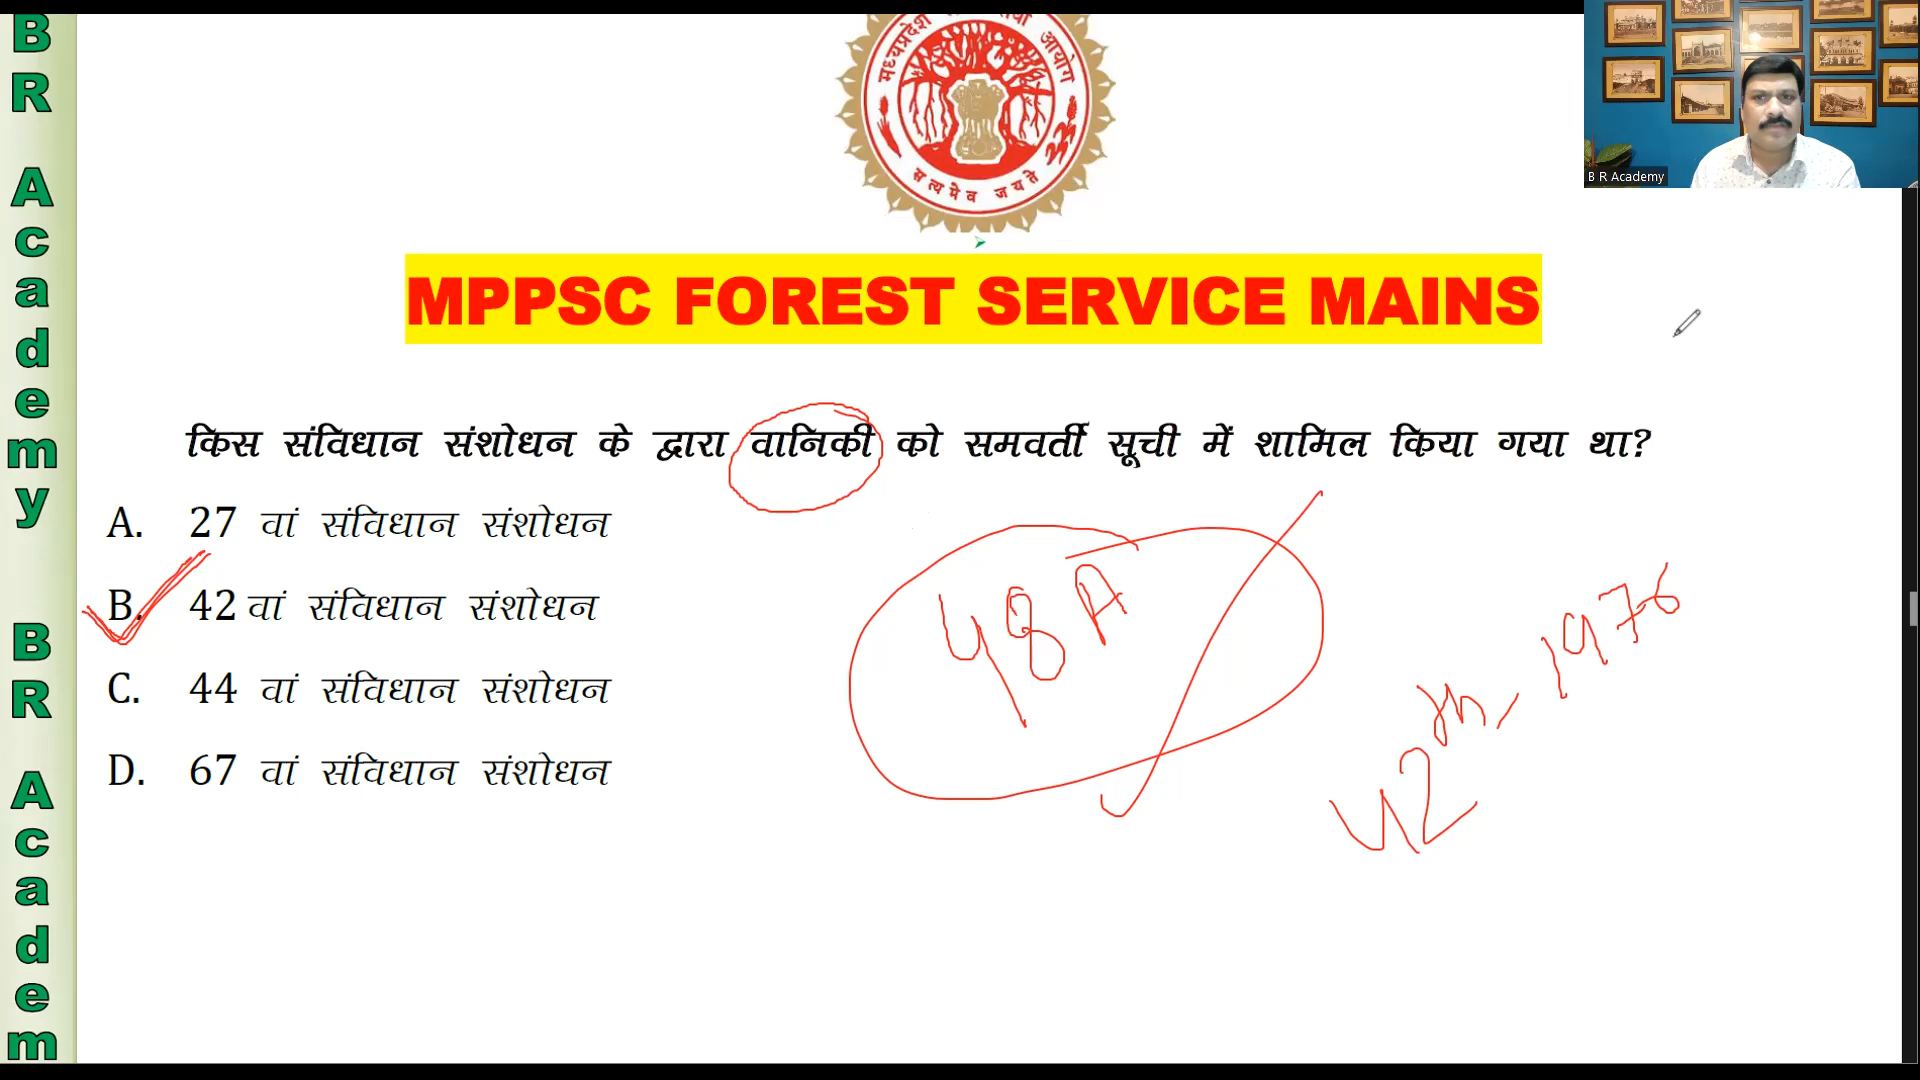 B R Academy
B R Academ
मध्यप्रदेश
आयोग
सत्यमेव जयते
B R Academy
MPPSC FOREST SERVICE MAINS
किस संविधान संशोधन के द्वारा वानिकी को समवर्ती सूची में शामिल किया गया था?
A. 27 वां संविधान संशोधन
B. 42 वां संविधान संशोधन
C. 44 वां संविधान संशोधन
D. 67 वां संविधान संशोधन
48A
42th, 1976